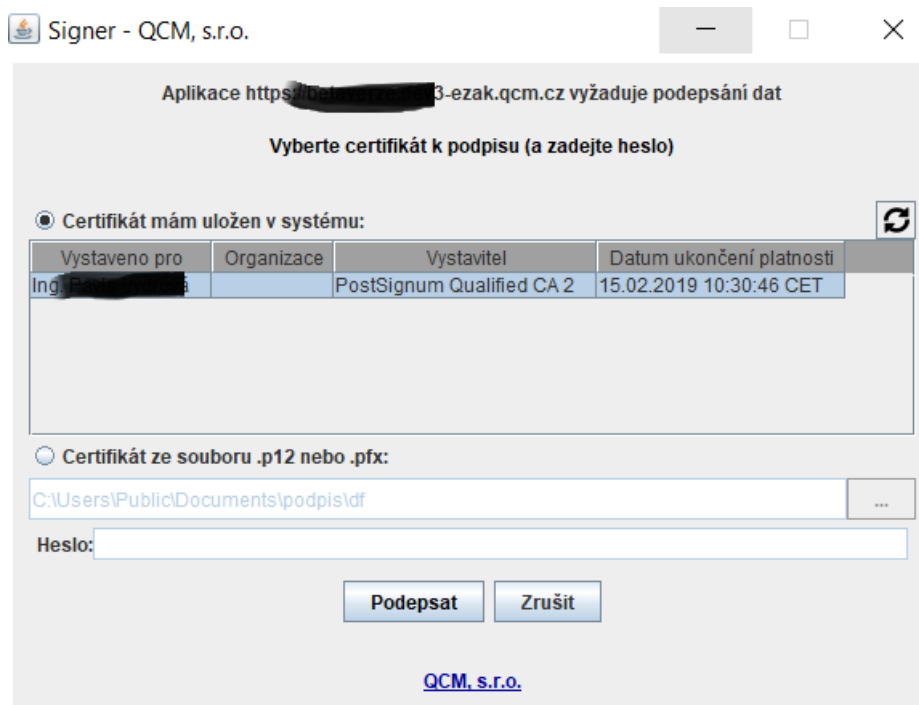 Signer - QCM, s.r.o.
Aplikace https:// 3-ezak.qcm.cz vyžaduje podepsání dat
Vyberte certifikát k podpisu (a zadejte heslo)
Certifikát mám uložen v systému:
Vystaveno pro Organizace Vystavitel Datum ukončení platnosti
Ing. PostSignum Qualified CA 2 15.02.2019 10:30:46 CET
Certifikát ze souboru .p12 nebo .pfx:
C:\Users\Public\Documents\podpis\df ...
Heslo:
Podepsat Zrušit
QCM, s.r.o.